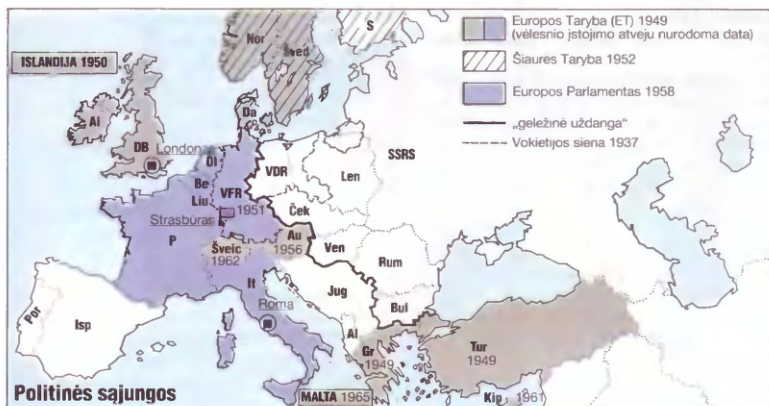 Europos Taryba (ET) 1949
(vėlesnio įstojimo atveju nurodoma data)
Šiaurės Taryba 1952
Europos Parlamentas 1958
„geležinė uždanga“
Vokietijos siena 1937
ISLANDIJA 1950
Nor
Šved
S
AI
DB
London
Da
Ol
Be
Liu
VFR
VDR
Len
SSRS
Strasbūras
1951
Ček
P
Šveic
1962
Au
1956
Ven
Rum
It
Jug
Bul
Roma
Por
Isp
Al
Gr
1949
Tur
1949
MALTA 1965
Kip 1961
Politinės sąjungos